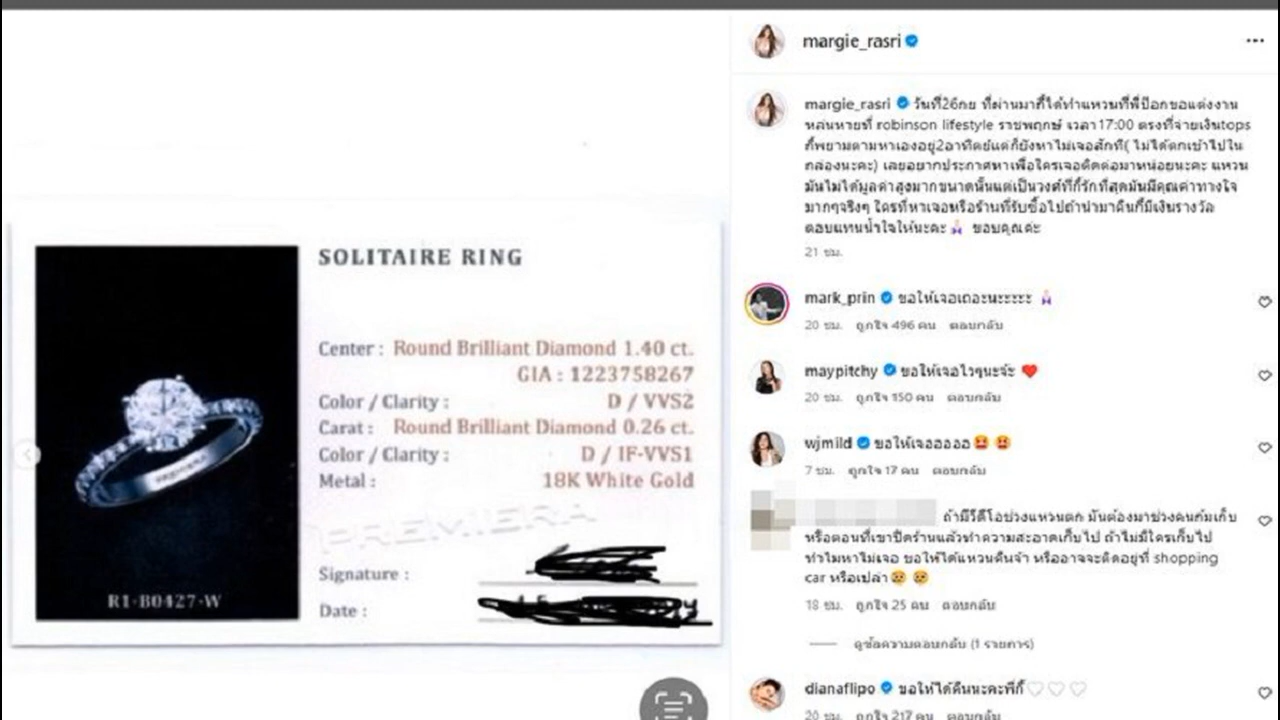 SOLITAIRE RING
Center : Round Brilliant Diamond 1.40 ct.
GIA : 1223758267
Color / Clarity : D / VVS2
Carat : Round Brilliant Diamond 0.26 ct.
Color / Clarity : D / IF-VVS1
Metal : 18K White Gold
PREMIERA
Signature :
Date :
R1-B0427-W
margie_rasri
margie_rasri วันที่26กย ที่ผ่านมากี้ได้ทำแหวนที่พี่ป๊อกขอแต่งงาน
หล่นหายที่ robinson lifestyle ราชพฤกษ์ เวลา17:00 ตรงที่จ่ายเงินtops
กี้พยามตามหาเองอยู่2อาทิตย์แต่ก็ยังหาไม่เจอสักที( ไม่ได้ตกเข้าไปใน
กล่องนะคะ) เลยอยากประกาศหาเผื่อใครเจอติดต่อมาหน่อยนะคะ แหวน
มันไม่ได้มูลค่าสูงมากขนาดนั้นแต่เป็นวงศ์ที่กี้รักที่สุดมันมีคุณค่าทางใจ
มากๆจริงๆ ใครที่หาเจอหรือร้านที่รับซื้อไปถ้านำมาคืนกี้มีเงินรางวัล
ตอบแทนน้ำใจให้นะคะ🙏🏻 ขอบคุณค่ะ
21 ชม.
mark_prin ขอให้เจอเถอะนะะะะะ 🙏🏻
20 ชม. ถูกใจ 496 คน ตอบกลับ
maypitchy ขอให้เจอไวๆนะจ๊ะ ❤️
20 ชม. ถูกใจ 150 คน ตอบกลับ
wjmild ขอให้เจอออออ😫 😫
7 ชม. ถูกใจ 17 คน ตอบกลับ
ถ้ามีวีดีโอช่วงแหวนตก มันต้องมาช่วงคนก้มเก็บ
หรือตอนที่เขาปิดร้านแล้วทำความสะอาดเก็บไป ถ้าไม่มีใครเก็บไป
ทำไมหาไม่เจอ ขอให้ได้แหวนคืนจ้า หรืออาจจะติดอยู่ที่ shopping
car หรือเปล่า😢 😢
18 ชม. ถูกใจ 25 คน ตอบกลับ
ดูข้อความตอบกลับ (1 รายการ)
dianaflipo ขอให้ได้คืนนะคะพี่กี้🤍🤍🤍
20 ชม. ถูกใจ 217 คน ตอบกลับ